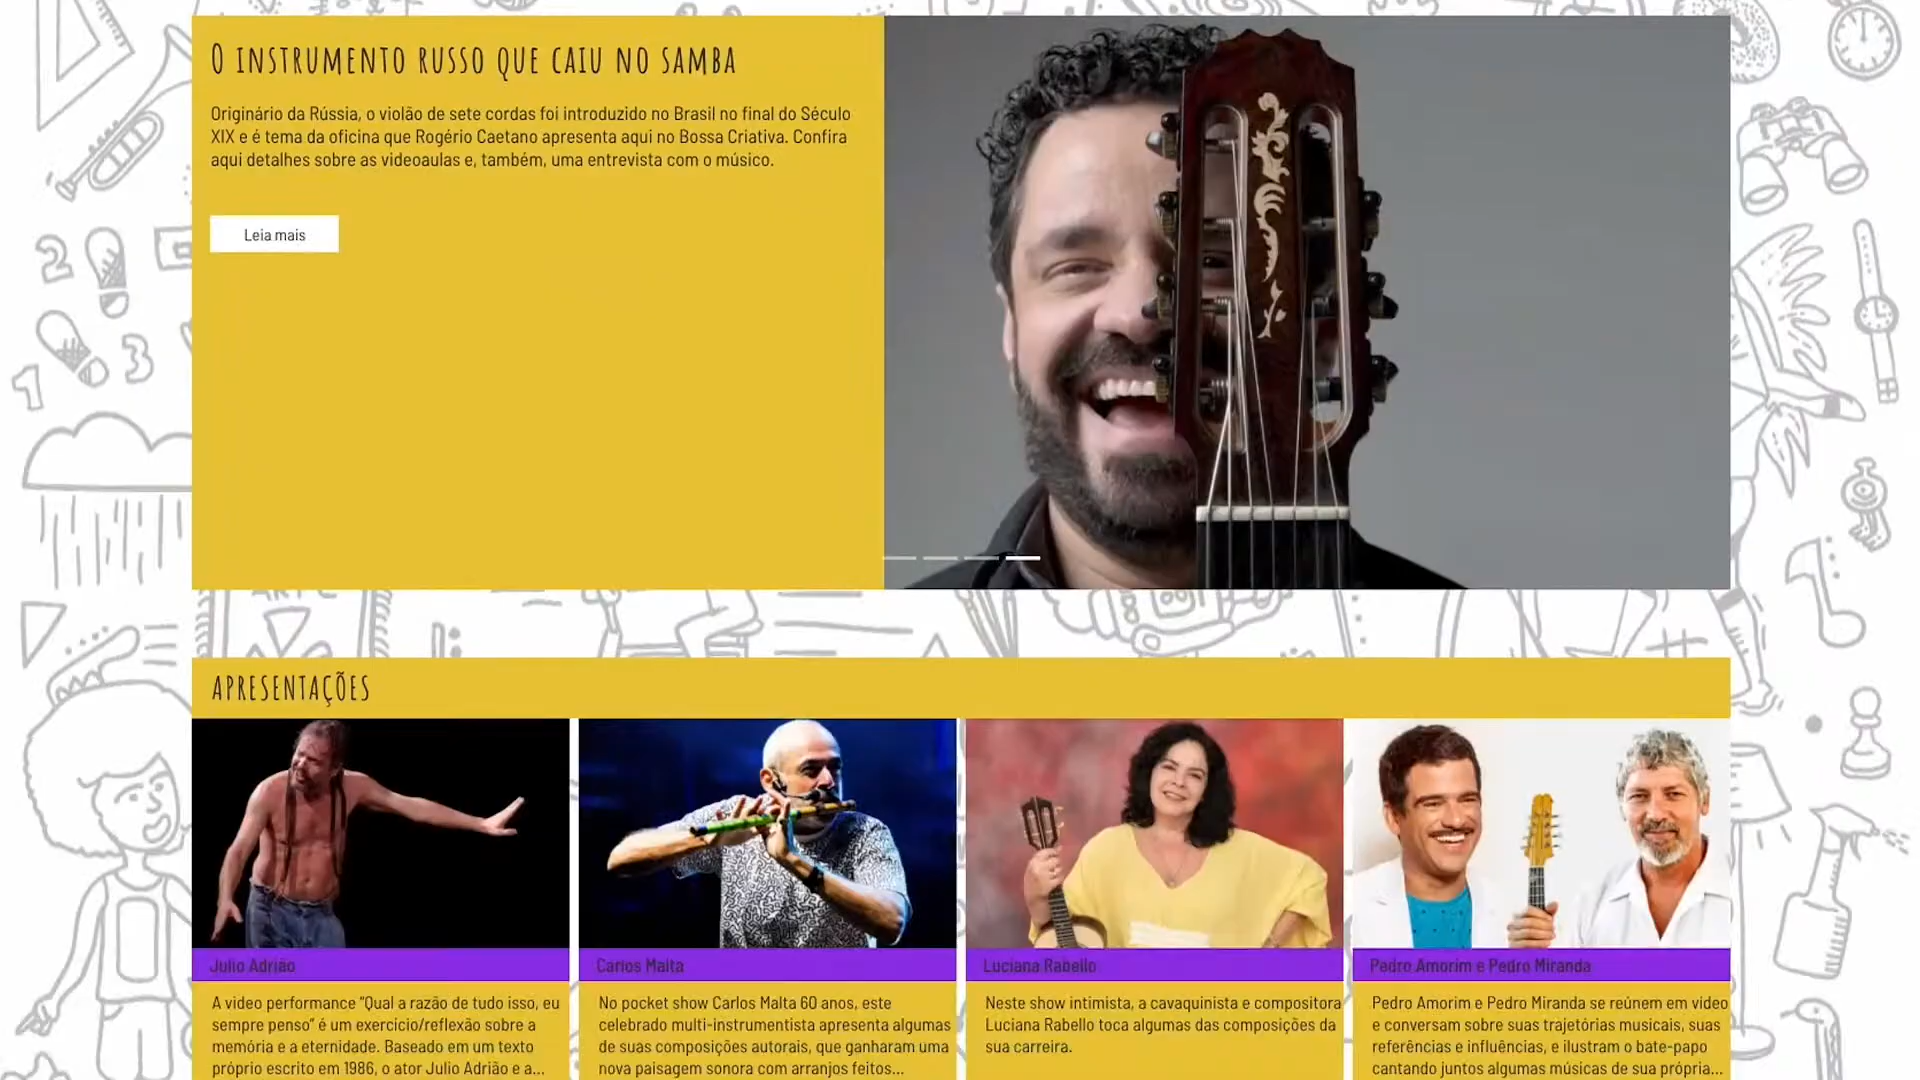 O INSTRUMENTO RUSSO QUE CAIU NO SAMBA
Originário da Rússia, o violão de sete cordas foi introduzido no Brasil no final do Século
XIX e é tema da oficina que Rogério Caetano apresenta aqui no Bossa Criativa. Confira
aqui detalhes sobre as videoaulas e, também, uma entrevista com o músico.
Leia mais
2
3
1
APRESENTAÇÕES
Julio Adrião
A video performance “Qual a razão de tudo isso, eu
sempre penso” é um exercício/reflexão sobre a
memória e a eternidade. Baseado em um texto
próprio escrito em 1986, o ator Julio Adrião e a...
Carlos Malta
No pocket show Carlos Malta 60 anos, este
celebrado multi-instrumentista apresenta algumas
de suas composições autorais, que ganharam uma
nova paisagem sonora com arranjos feitos...
Luciana Rabello
Neste show intimista, a cavaquinista e compositora
Luciana Rabello toca algumas das composições da
sua carreira.
Pedro Amorim e Pedro Miranda
Pedro Amorim e Pedro Miranda se reúnem em vídeo
e conversam sobre suas trajetórias musicais, suas
referências e influências, e ilustram o bate-papo
cantando juntos algumas músicas de sua própria...